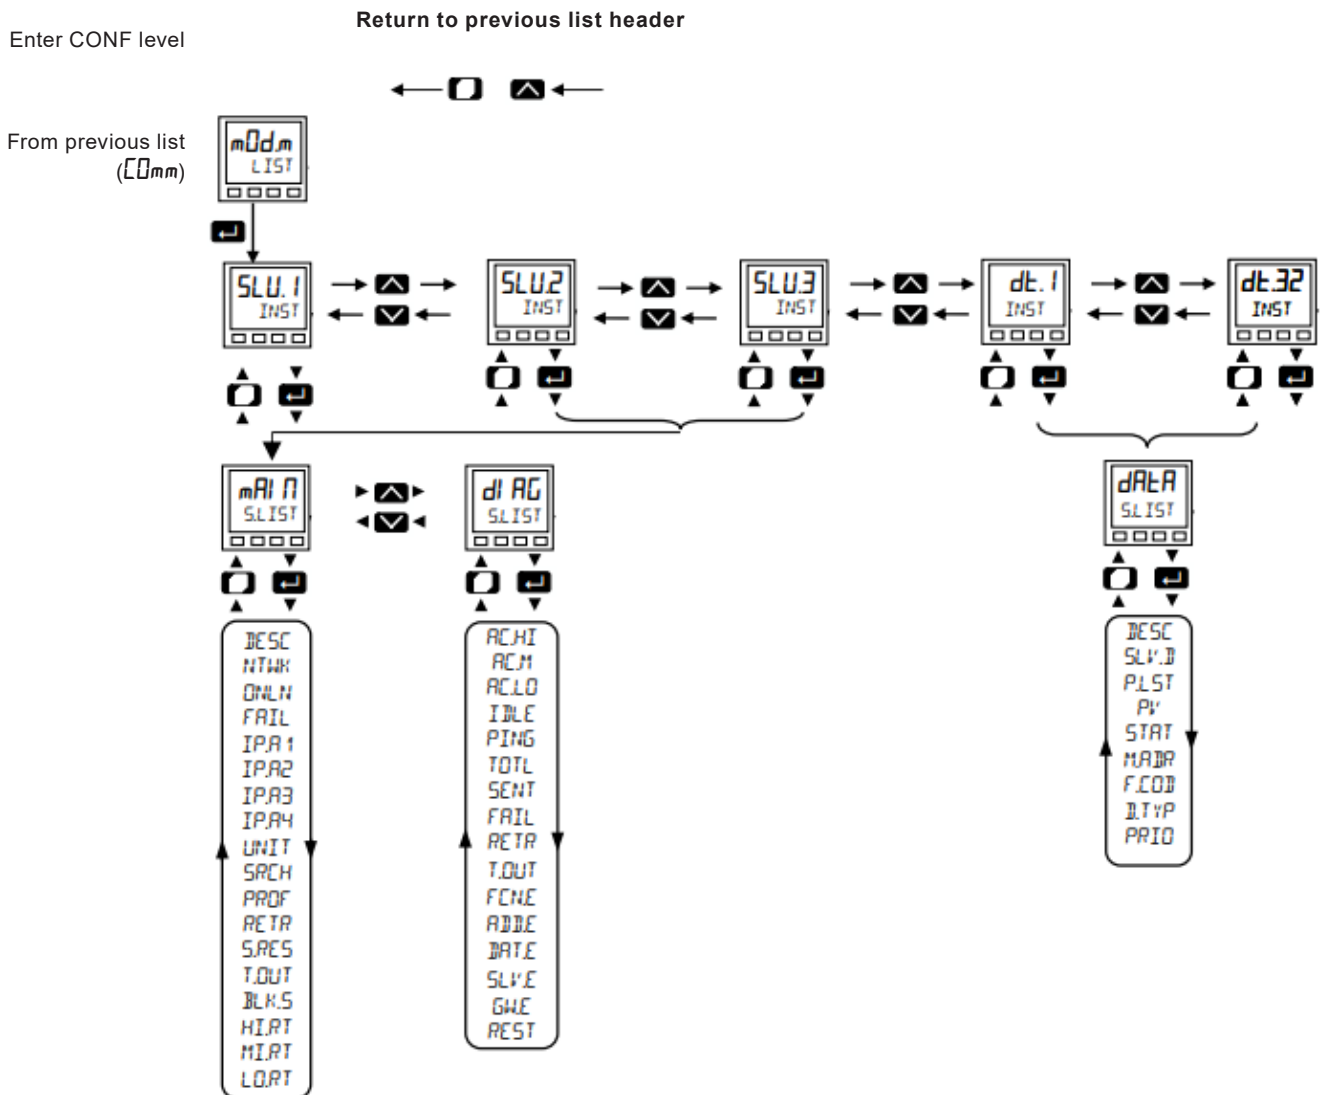 Return to previous list header
Enter CONF level
From previous list
(COmm)
mOd.m
LIST
SLU.1
INST
SLU.2
INST
SLU.3
INST
dt.1
INST
dt.32
INST
mAIN
S.LIST
dIAG
S.LIST
dAtA
S.LIST
DESC
NTWK
ONLN
FAIL
IP.A1
IP.A2
IP.A3
IP.A4
UNIT
SRCH
PROF
RETR
S.RES
T.OUT
BLK.S
HI.RT
MI.RT
LO.RT
AC.HI
AC.M
AC.LO
IDLE
PING
TOTL
SENT
FAIL
RETR
T.OUT
FCN.E
ADD.E
DAT.E
SLV.E
GW.E
REST
DESC
SLV.D
P.LST
PV
STAT
M.ADR
F.COD
D.TYP
PRIO